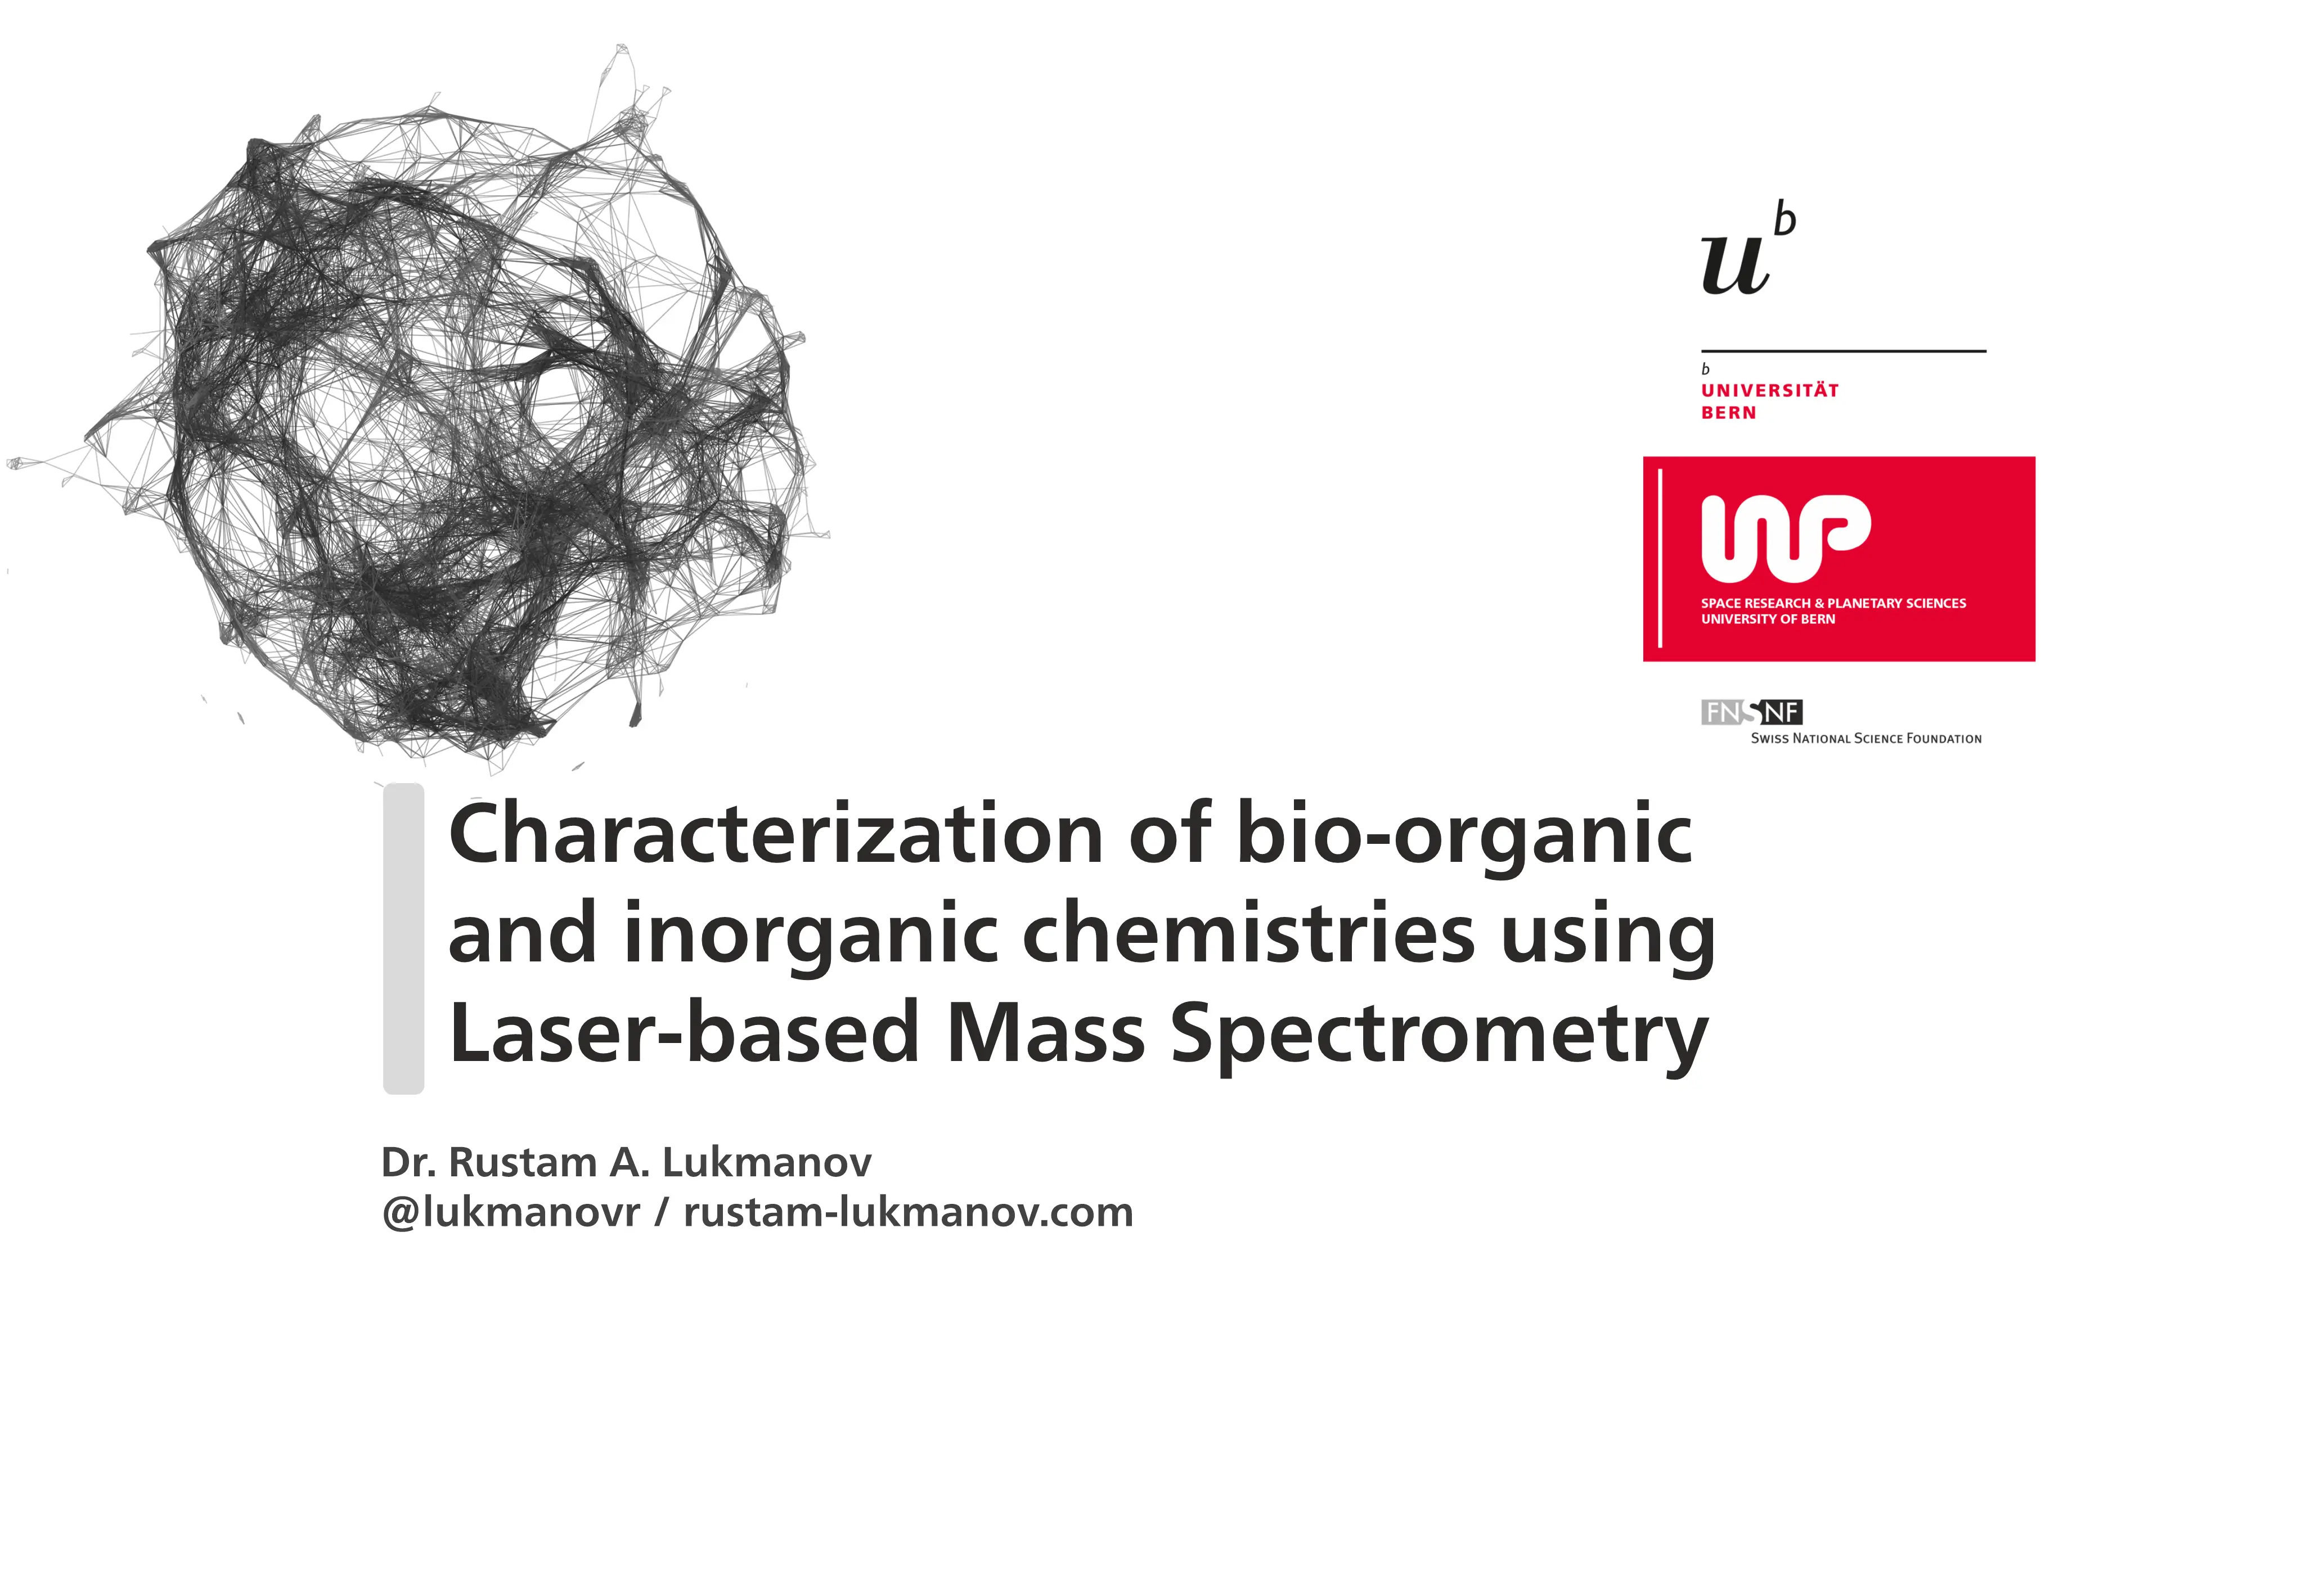 u b
b
UNIVERSITÄT
BERN
WP
SPACE RESEARCH & PLANETARY SCIENCES
UNIVERSITY OF BERN
FNSNF
SWISS NATIONAL SCIENCE FOUNDATION
Characterization of bio-organic
and inorganic chemistries using
Laser-based Mass Spectrometry
Dr. Rustam A. Lukmanov
@lukmanovr / rustam-lukmanov.com